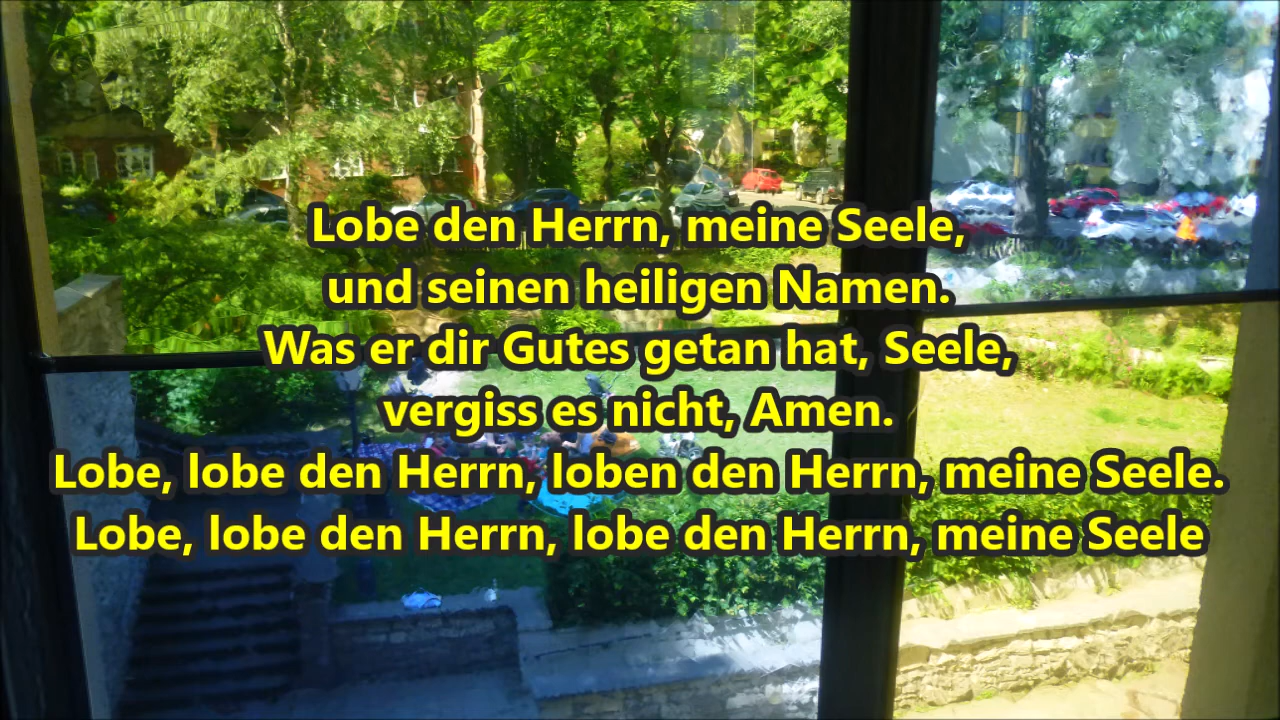 Lobe den Herrn, meine Seele,
und seinen heiligen Namen.
Was er dir Gutes getan hat, Seele,
vergiss es nicht, Amen.
Lobe, lobe den Herrn, loben den Herrn, meine Seele.
Lobe, lobe den Herrn, lobe den Herrn, meine Seele